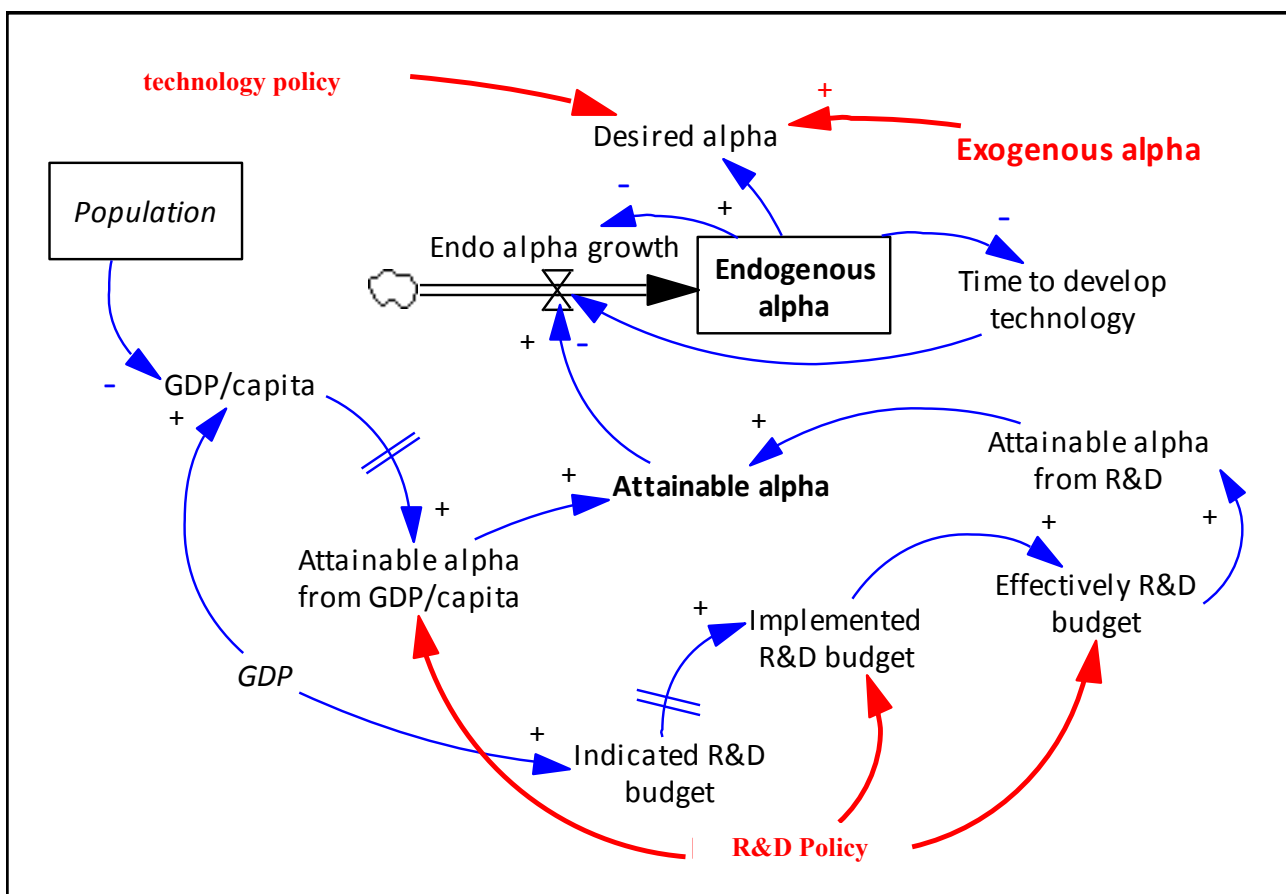 technology policy
+
Desired alpha
Exogenous alpha
Population
-
+
-
Endo alpha growth
Endogenous
alpha
Time to develop
technology
+
-
-
GDP/capita
+
+
Attainable alpha
from R&D
+
Attainable alpha
+
+
+
Attainable alpha
from GDP/capita
Effectively R&D
budget
+
Implemented
R&D budget
GDP
+
Indicated R&D
budget
R&D Policy